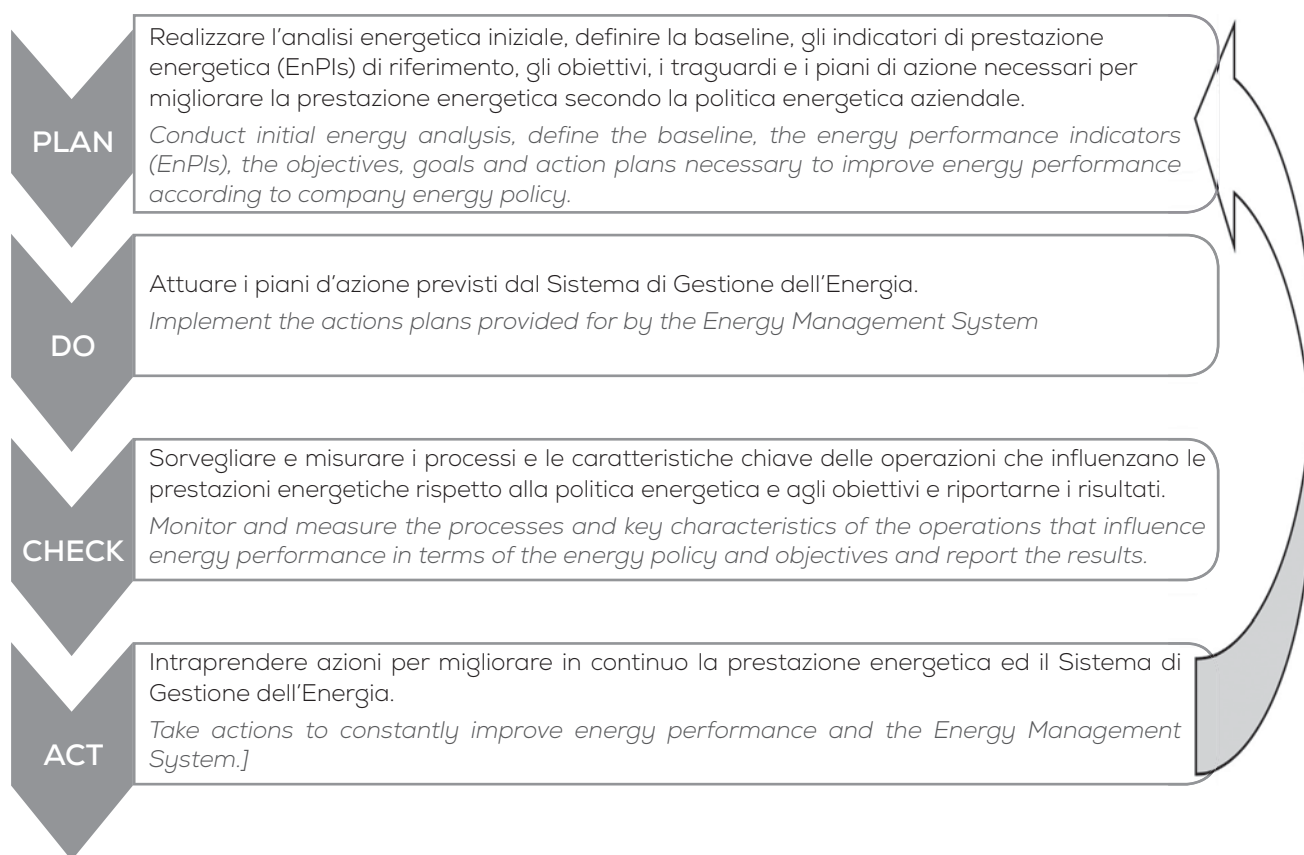 PLAN
Realizzare l'analisi energetica iniziale, definire la baseline, gli indicatori di prestazione
energetica (EnPIs) di riferimento, gli obiettivi, i traguardi e i piani di azione necessari per
migliorare la prestazione energetica secondo la politica energetica aziendale.
Conduct initial energy analysis, define the baseline, the energy performance indicators
(EnPIs), the objectives, goals and action plans necessary to improve energy performance
according to company energy policy.
DO
Attuare i piani d'azione previsti dal Sistema di Gestione dell'Energia.
Implement the actions plans provided for by the Energy Management System
CHECK
Sorvegliare e misurare i processi e le caratteristiche chiave delle operazioni che influenzano le
prestazioni energetiche rispetto alla politica energetica e agli obiettivi e riportarne i risultati.
Monitor and measure the processes and key characteristics of the operations that influence
energy performance in terms of the energy policy and objectives and report the results.
ACT
Intraprendere azioni per migliorare in continuo la prestazione energetica ed il Sistema di
Gestione dell'Energia.
Take actions to constantly improve energy performance and the Energy Management
System.]